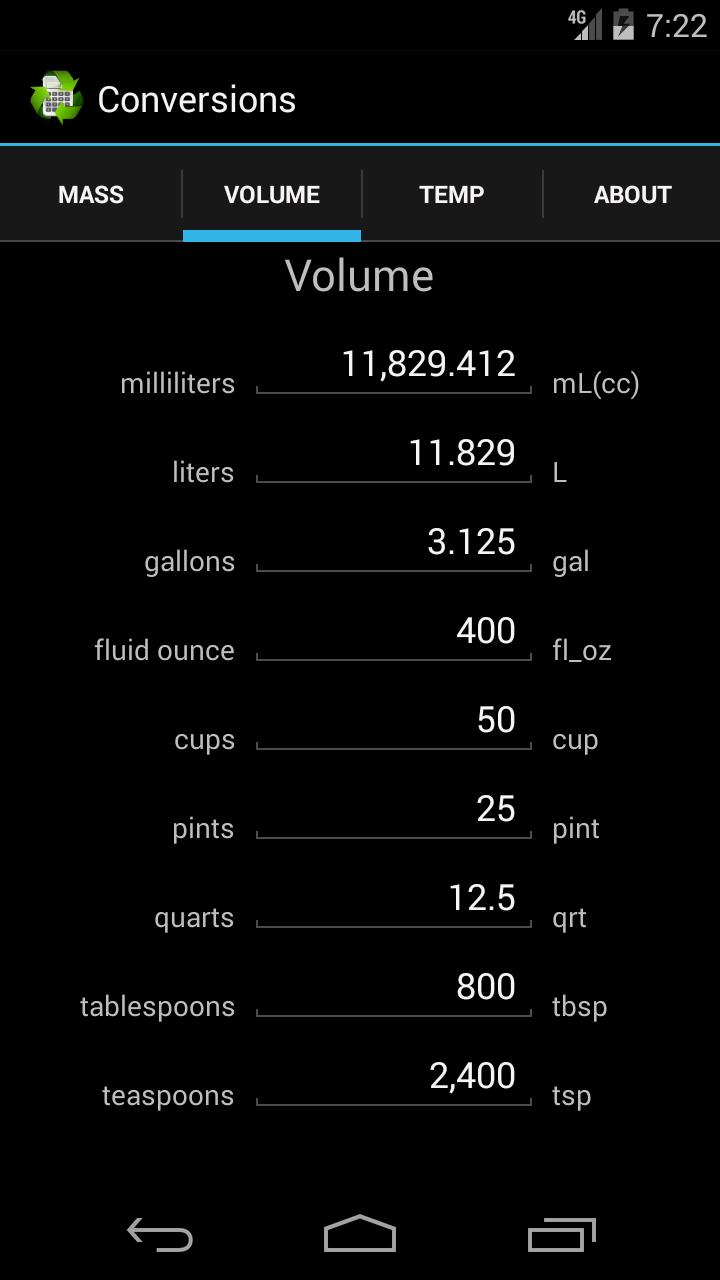 4G 7:22
Conversions
MASS VOLUME TEMP ABOUT
Volume
milliliters 11,829.412 mL(cc)
liters 11.829 L
gallons 3.125 gal
fluid ounce 400 fl_oz
cups 50 cup
pints 25 pint
quarts 12.5 qrt
tablespoons 800 tbsp
teaspoons 2,400 tsp